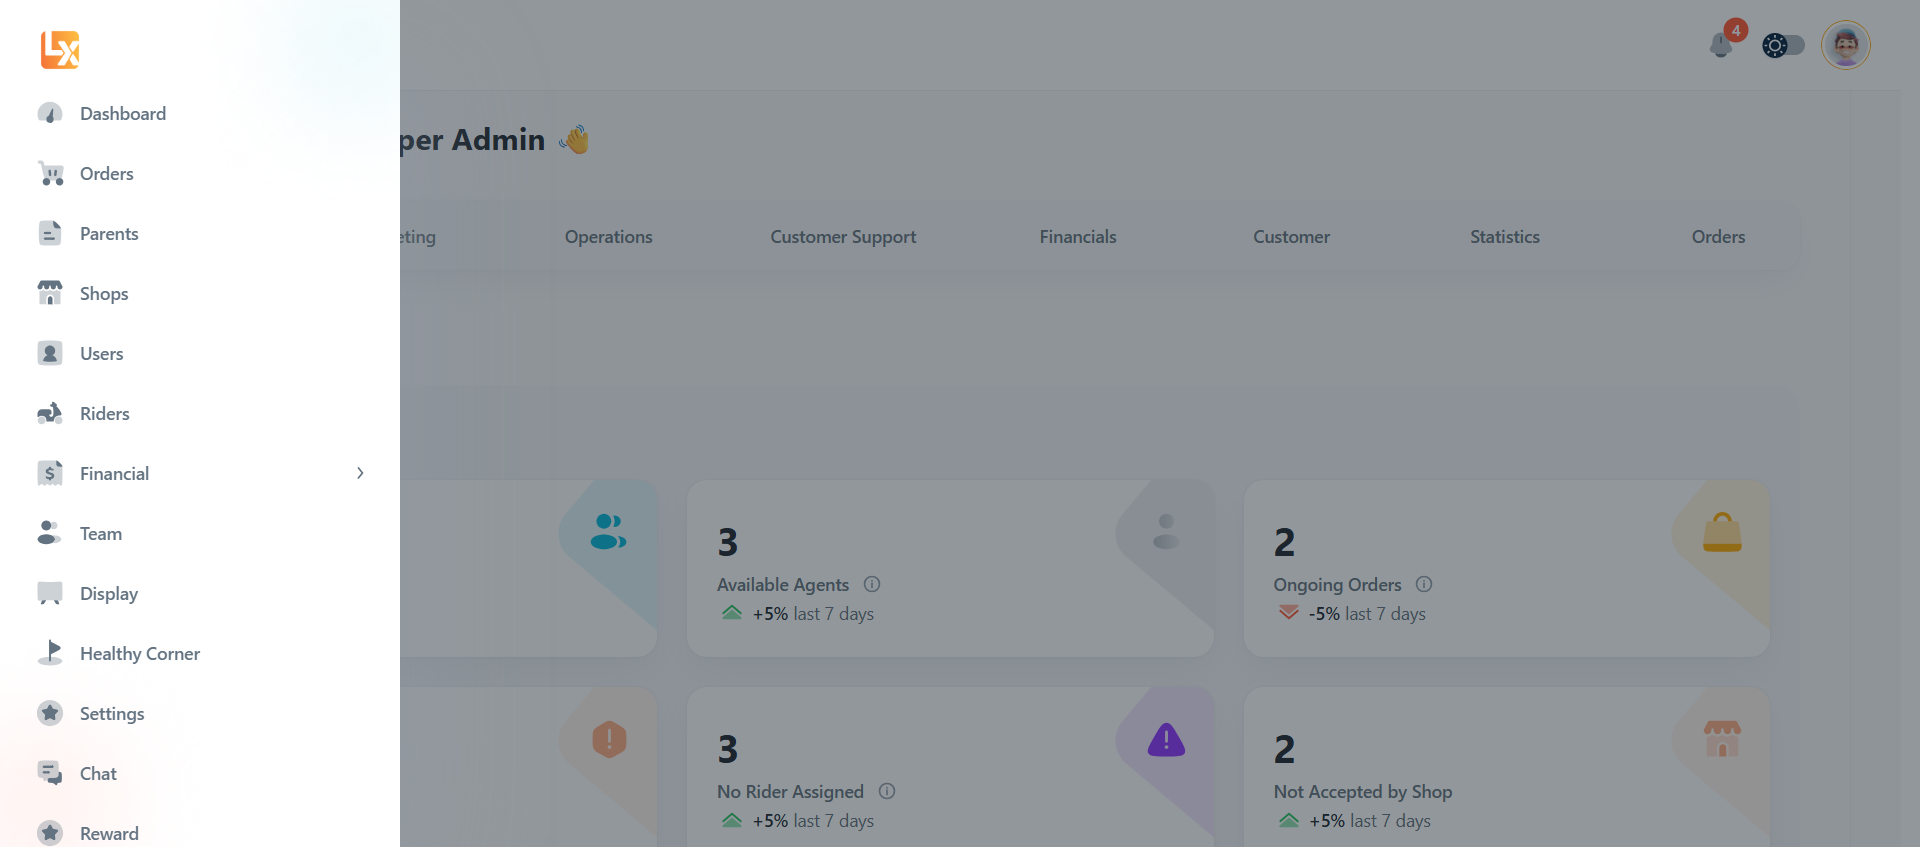 LX
Dashboard
Orders
Parents
Shops
Users
Riders
Financial
Team
Display
Healthy Corner
Settings
Chat
Reward
4
per Admin 👋
eting Operations Customer Support Financials Customer Statistics Orders
3
Available Agents
+5% last 7 days
2
Ongoing Orders
-5% last 7 days
3
No Rider Assigned
+5% last 7 days
2
Not Accepted by Shop
+5% last 7 days